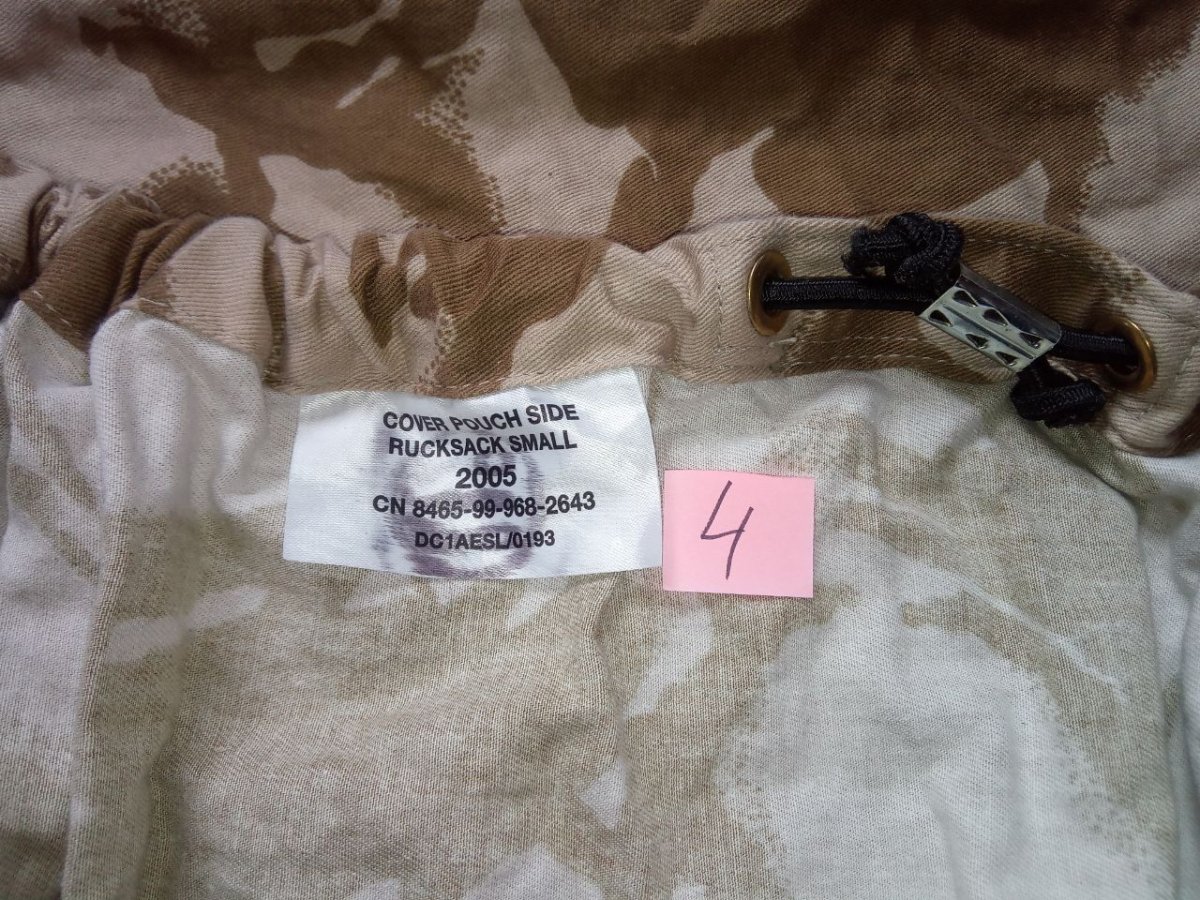 COVER POUCH SIDE
RUCKSACK SMALL
2005
CN 8465-99-968-2643
DC1AESL/0193
4